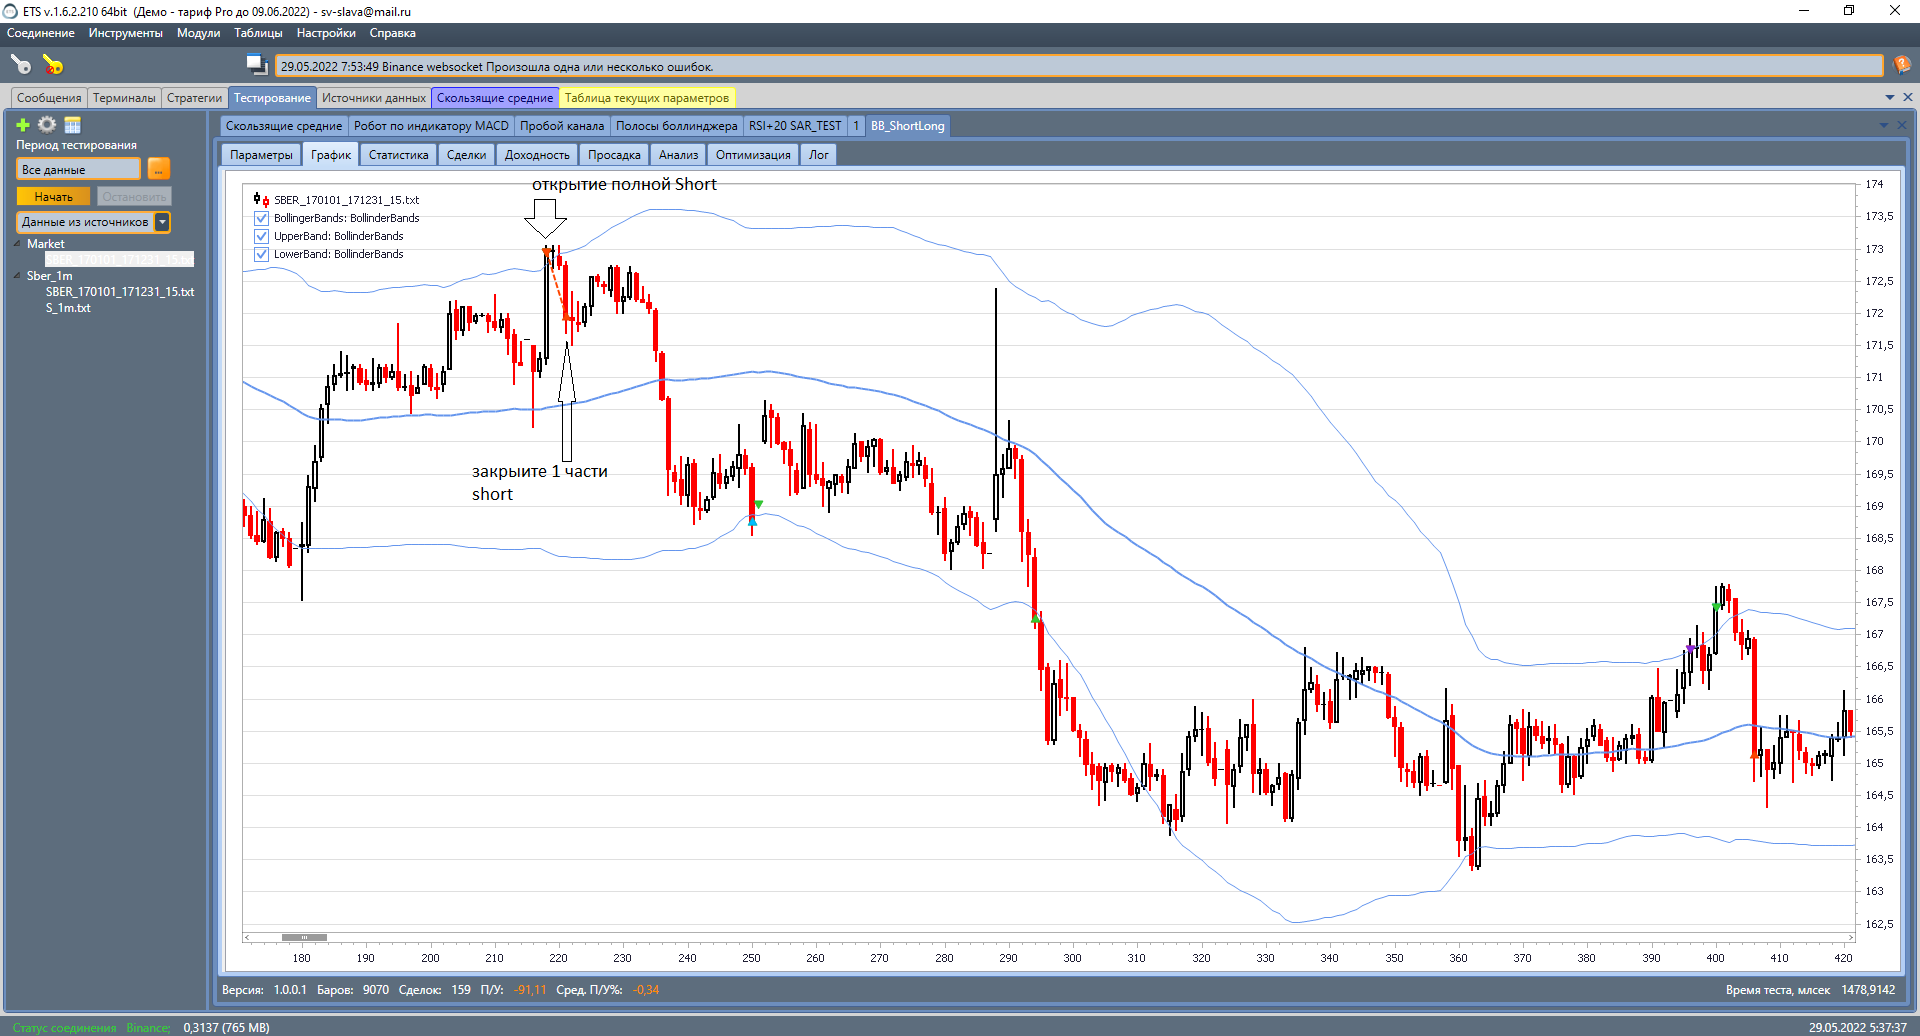 ETS v.1.6.2.210 64bit (Демо - тариф Pro до 09.06.2022) - sv-slava@mail.ru
Соединение Инструменты Модули Таблицы Настройки Справка
29.05.2022 7:53:49 Binance websocket Произошла одна или несколько ошибок.
Сообщения Терминалы Стратегии Тестирование Источники данных Скользящие средние Таблица текущих параметров
Скользящие средние Робот по индикатору MACD Пробой канала Полосы боллинджера RSI+20 SAR_TEST 1 BB_ShortLong
Параметры График Статистика Сделки Доходность Просадка Анализ Оптимизация Лог
Период тестирования
Все данные ...
Начать Остановить
Данные из источников
Market
SBER_170101_171231_15.txt
Sber_1m
SBER_170101_171231_15.txt
S_1m.txt
открытие полной Short
SBER_170101_171231_15.txt
BollingerBands: BollinderBands
UpperBand: BollinderBands
LowerBand: BollinderBands
закрыите 1 части
short
174
173,5
173
172,5
172
171,5
171
170,5
170
169,5
169
168,5
168
167,5
167
166,5
166
165,5
165
164,5
164
163,5
163
162,5
180 190 200 210 220 230 240 250 260 270 280 290 300 310 320 330 340 350 360 370 380 390 400 410 420
Версия: 1.0.0.1 Баров: 9070 Сделок: 159 П/У: -91,11 Сред. П/У%: -0,34
Время теста, млсек 1478,9142
Статус соединения Binance; 0,3137 (765 MB)
29.05.2022 5:37:37